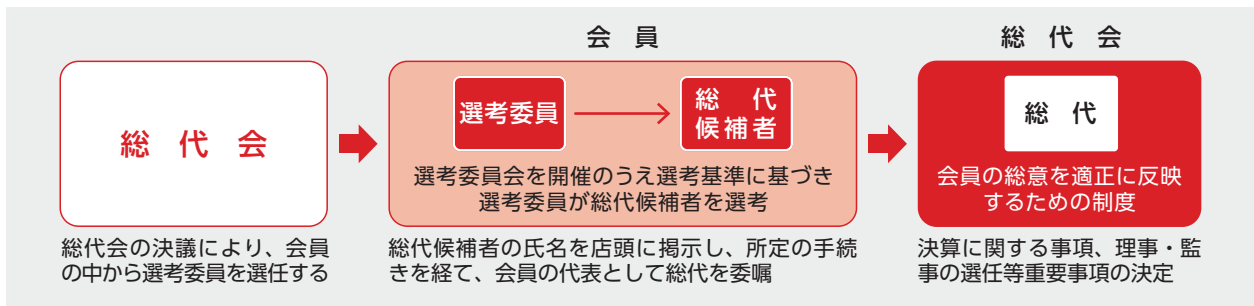 総 代 会
総代会の決議により、会員
の中から選考委員を選任する
会 員
選考委員
総 代
候補者
選考委員会を開催のうえ選考基準に基づき
選考委員が総代候補者を選考
総代候補者の氏名を店頭に掲示し、所定の手続
きを経て、会員の代表として総代を委嘱
総 代 会
総 代
会員の総意を適正に反映
するための制度
決算に関する事項、理事・監
事の選任等重要事項の決定